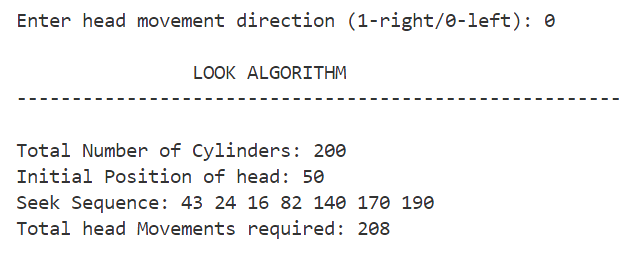 Enter head movement direction (1-right/0-left): 0
LOOK ALGORITHM
----------------------------------------------------------
Total Number of Cylinders: 200
Initial Position of head: 50
Seek Sequence: 43 24 16 82 140 170 190
Total head Movements required: 208